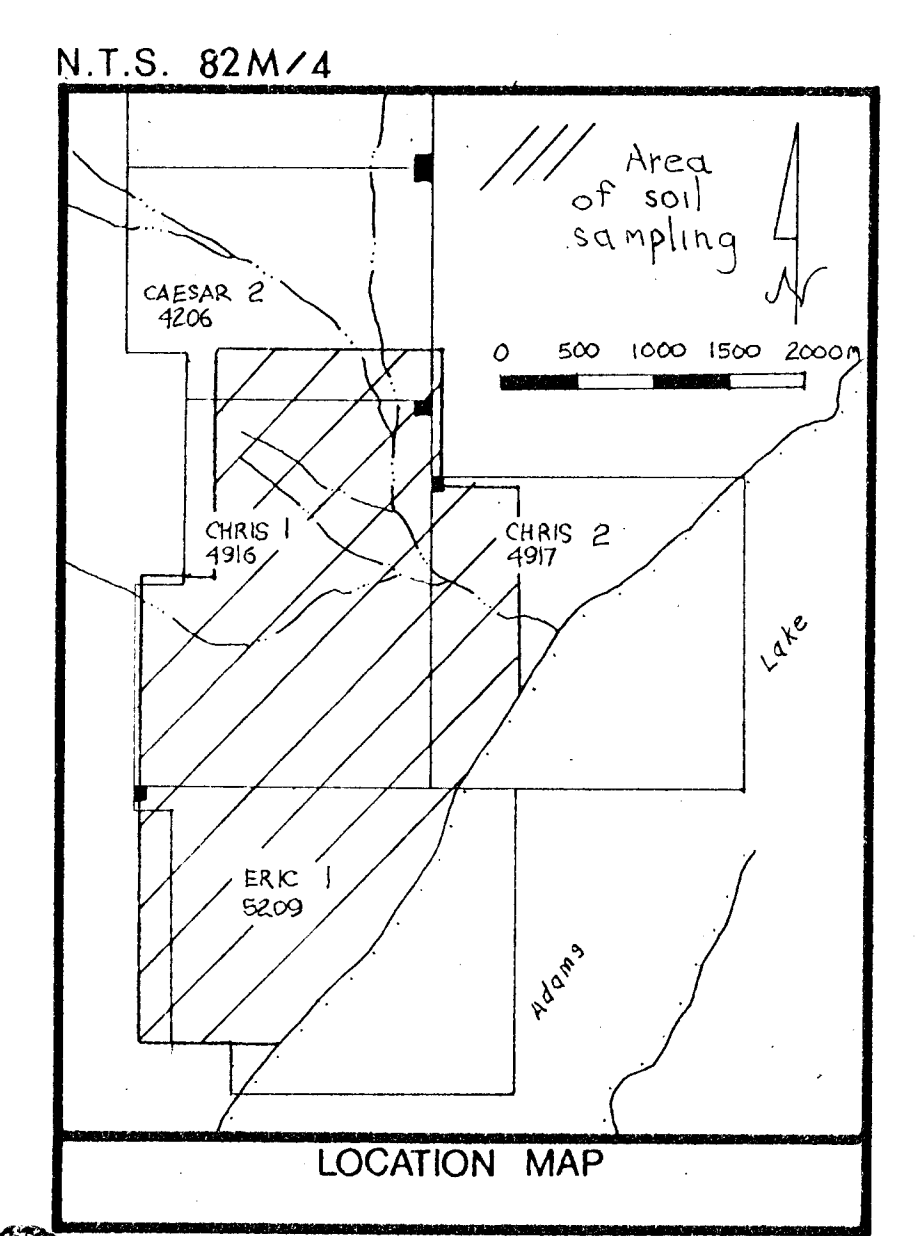 N.T.S. 82M/4
Area
of soil
sampling
N
0 500 1000 1500 2000m
CAESAR 2
4206
CHRIS 1
4916
CHRIS 2
4917
Lake
ERIC 1
5209
Adams
LOCATION MAP